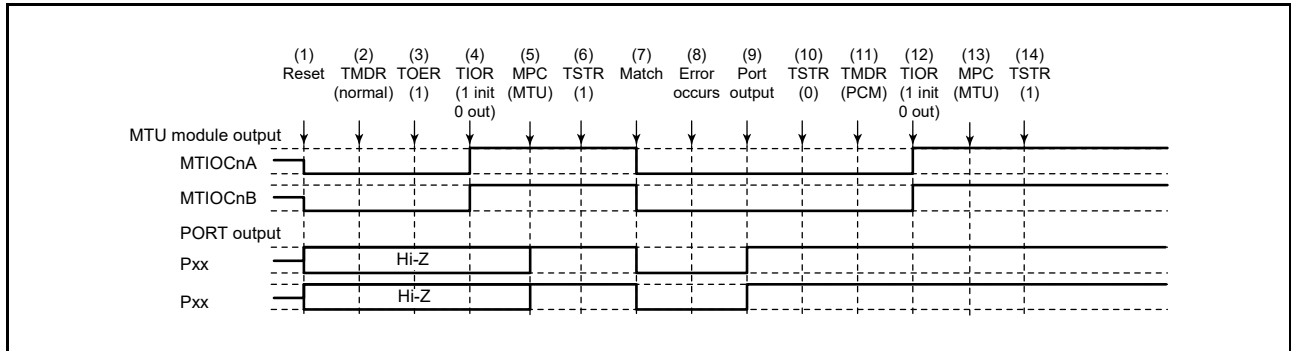 (1) (2) (3) (4) (5) (6) (7) (8) (9) (10) (11) (12) (13) (14)
Reset TMDR TOER TIOR MPC TSTR Match Error Port TSTR TMDR TIOR MPC TSTR
(normal) (1) (1 init (MTU) (1) occurs output (0) (PCM) (1 init (MTU) (1)
0 out) 0 out)
MTU module output
MTIOCnA
MTIOCnB
PORT output
Pxx Hi-Z
Pxx Hi-Z